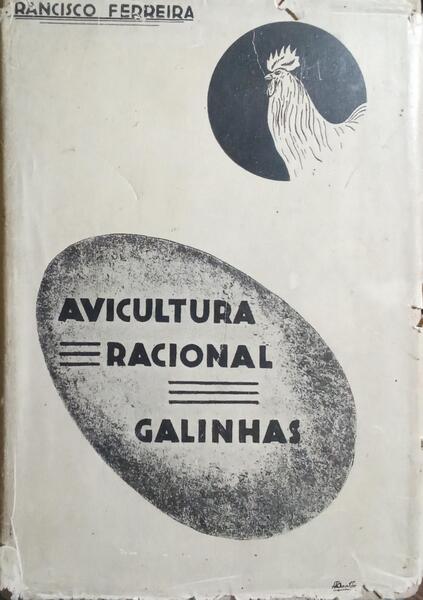 RANCISCO FERREIRA
AVICULTURA
RACIONAL
GALINHAS